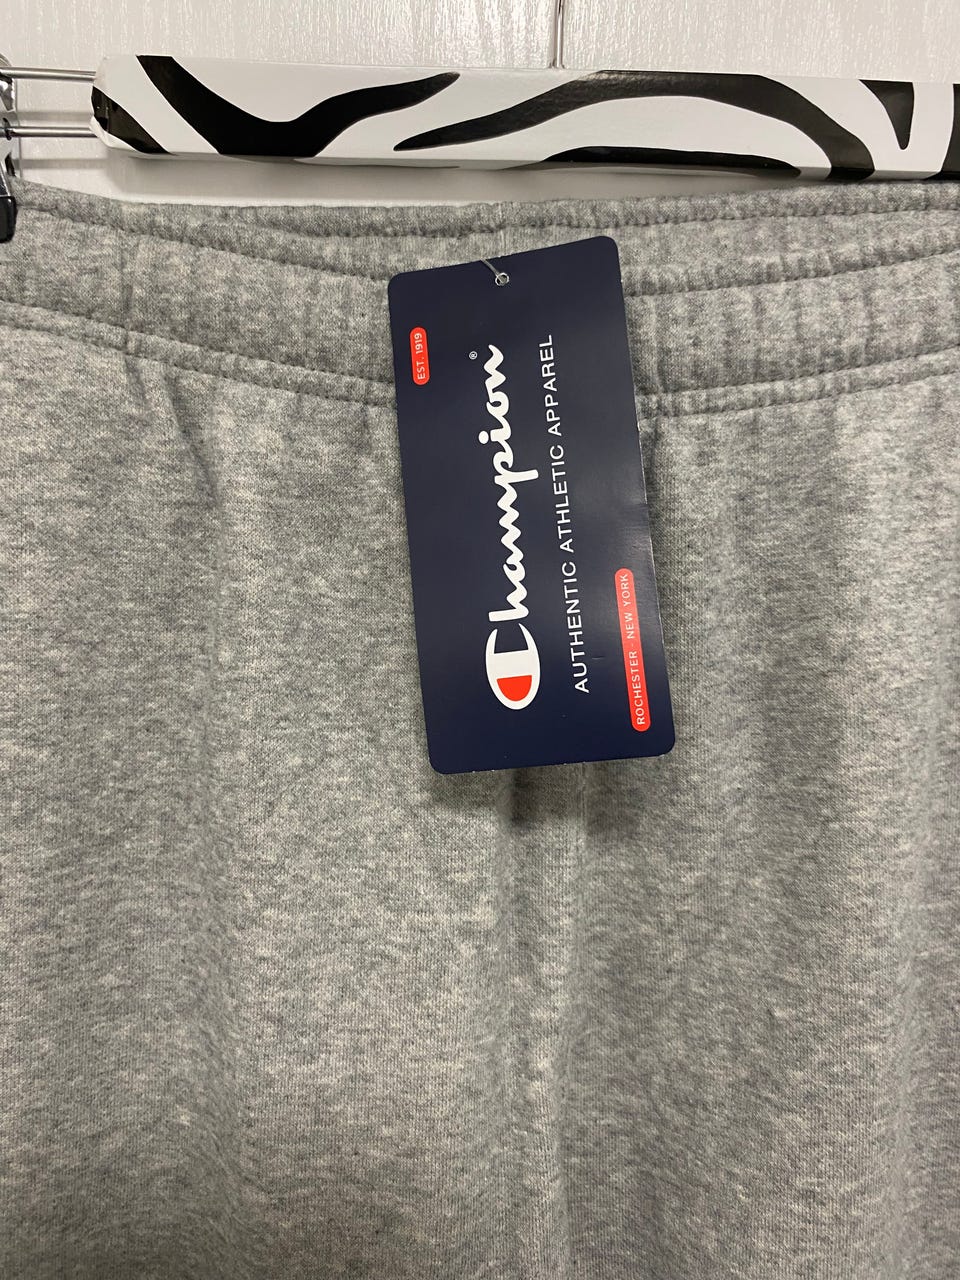 EST. 1919
Champion®
AUTHENTIC ATHLETIC APPAREL
ROCHESTER · NEW YORK